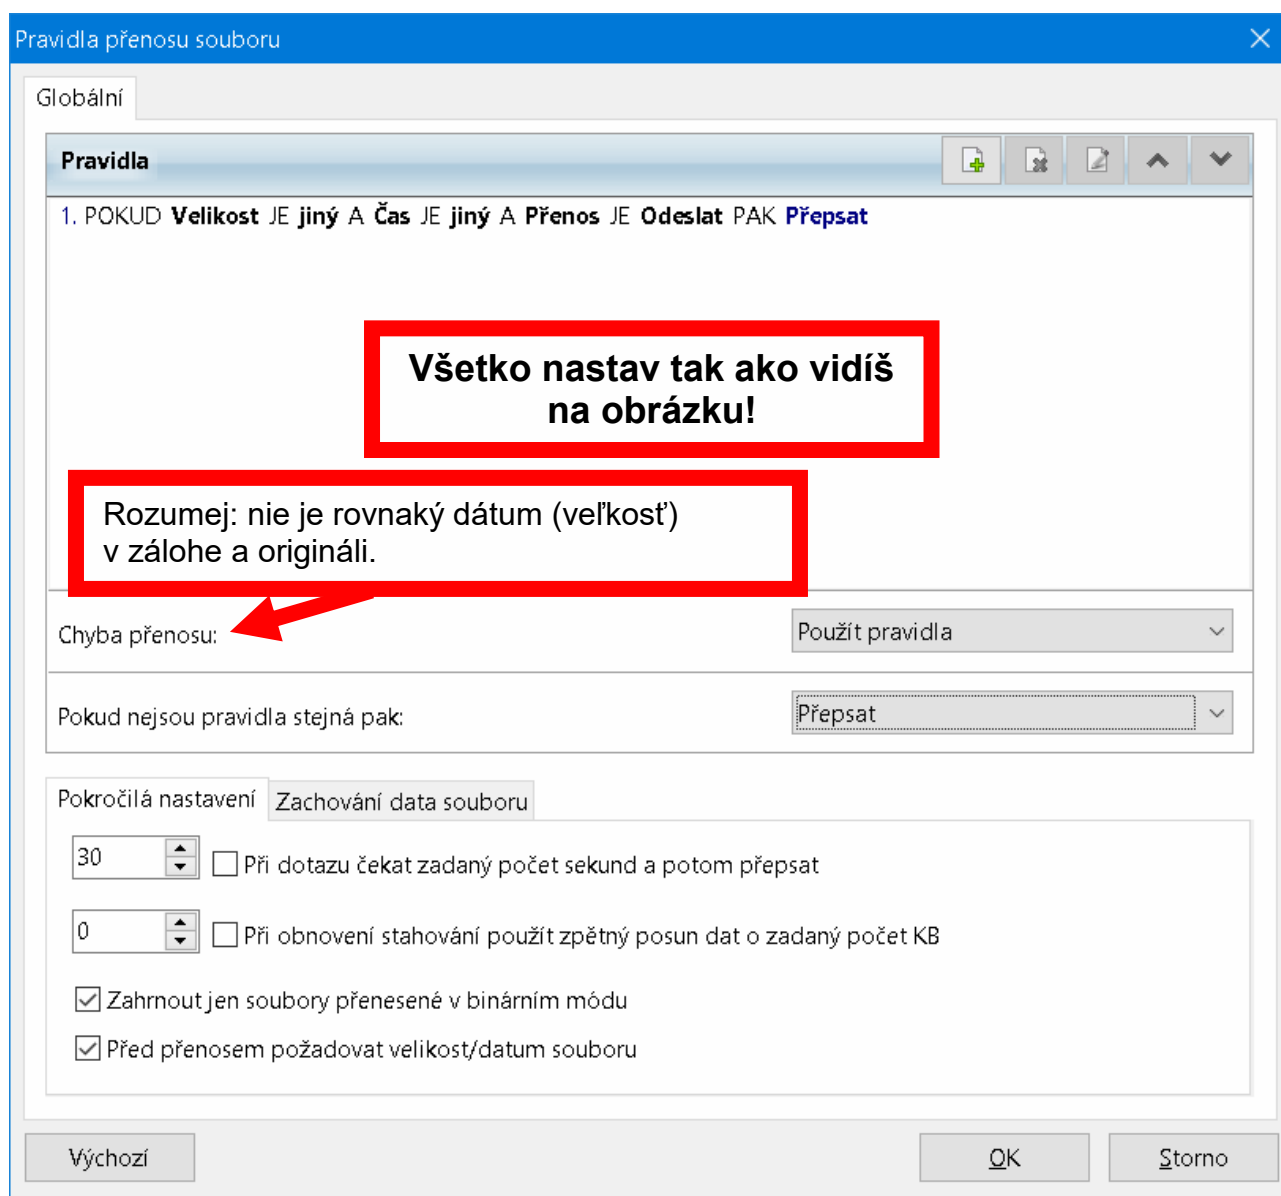 Pravidla přenosu souboru
Globální
Pravidla
1. POKUD Velikost JE jiný A Čas JE jiný A Přenos JE Odeslat PAK Přepsat
Všetko nastav tak ako vidíš
na obrázku!
Rozumej: nie je rovnaký dátum (veľkosť)
v zálohe a origináli.
Chyba přenosu:
Použít pravidla
Pokud nejsou pravidla stejná pak:
Přepsat
Pokročilá nastavení
Zachování data souboru
30
Při dotazu čekat zadaný počet sekund a potom přepsat
0
Při obnovení stahování použít zpětný posun dat o zadaný počet KB
Zahrnout jen soubory přenesené v binárním módu
Před přenosem požadovat velikost/datum souboru
Výchozí
OK
Storno